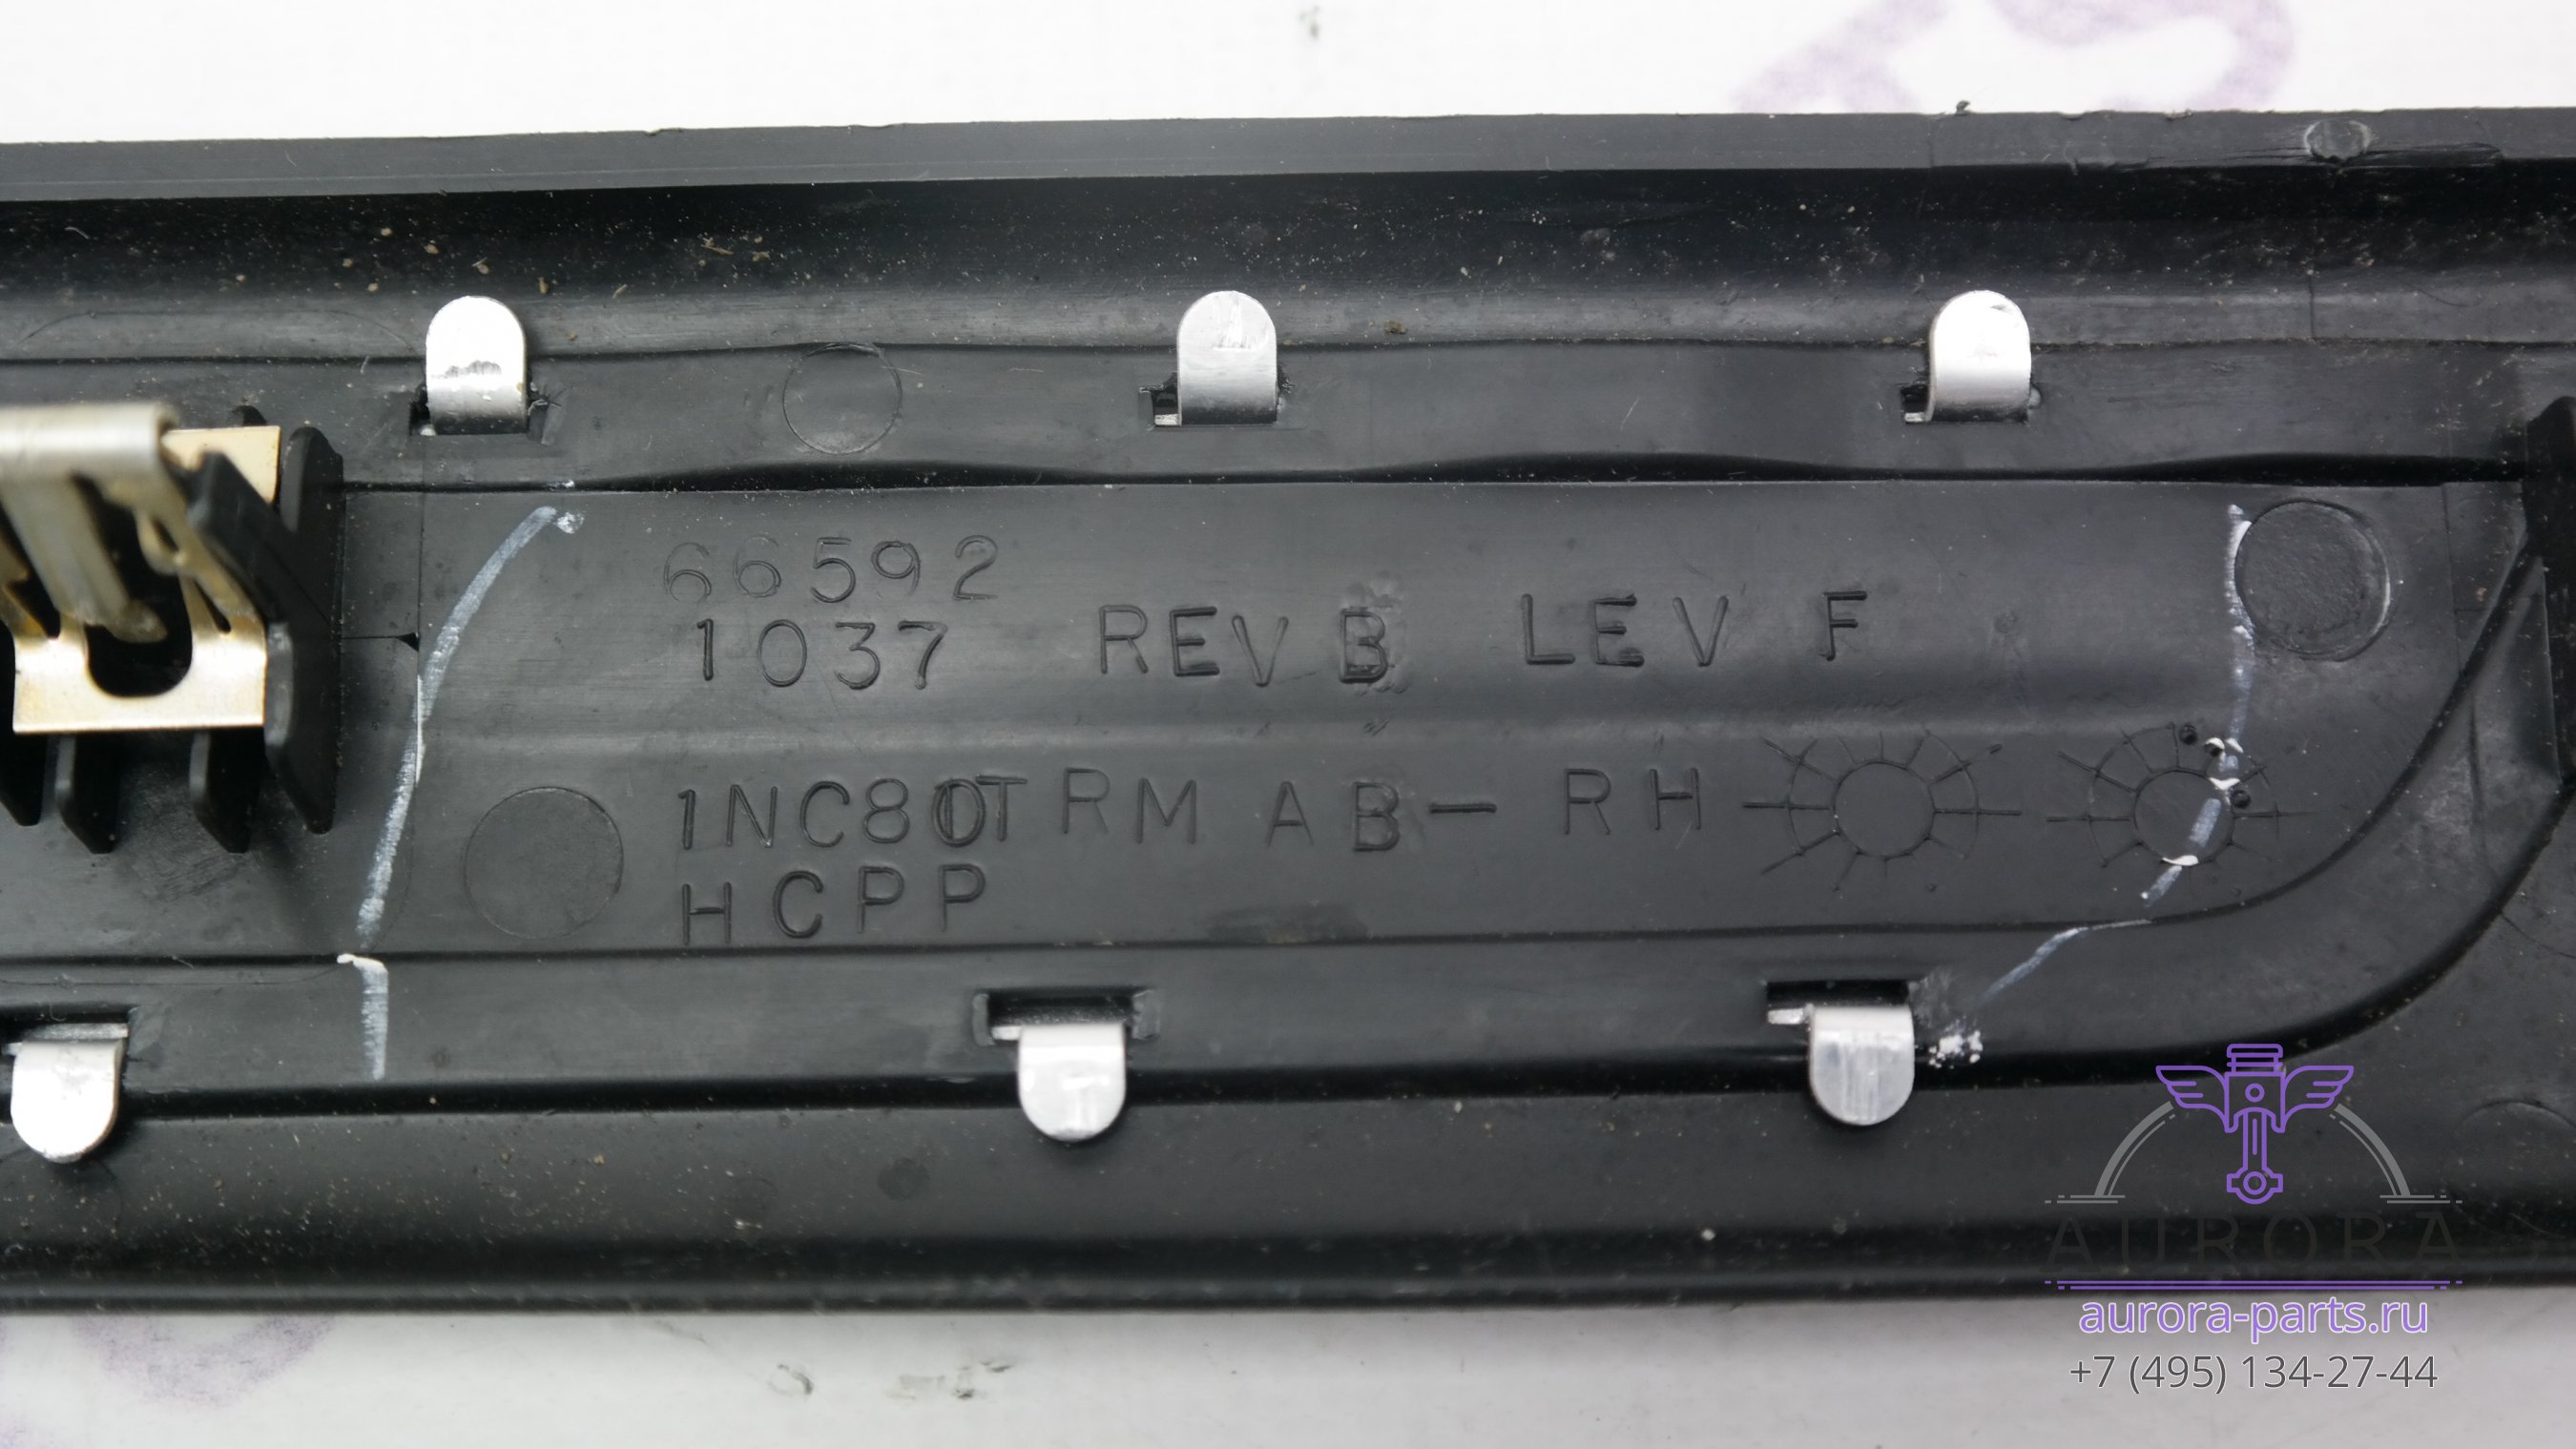 66592
1037 REV B LEV F
1NC80TRM AB-RH
HCPP
AURORA
aurora-parts.ru
+7 (495) 134-27-44